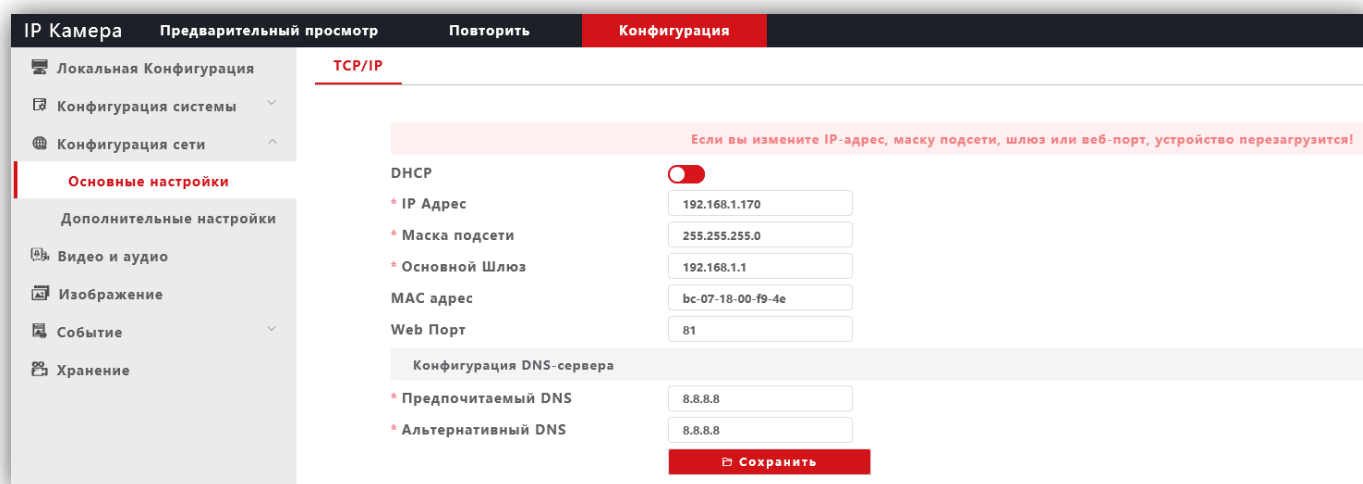 IP Камера Предварительный просмотр Повторить Конфигурация
Локальная Конфигурация
Конфигурация системы
Конфигурация сети
Основные настройки
Дополнительные настройки
Видео и аудио
Изображение
Событие
Хранение
TCP/IP
Если вы измените IP-адрес, маску подсети, шлюз или веб-порт, устройство перезагрузится!
DHCP
* IP Адрес 192.168.1.170
* Маска подсети 255.255.255.0
* Основной Шлюз 192.168.1.1
MAC адрес bc-07-18-00-f9-4e
Web Порт 81
Конфигурация DNS-сервера
* Предпочитаемый DNS 8.8.8.8
* Альтернативный DNS 8.8.8.8
Сохранить